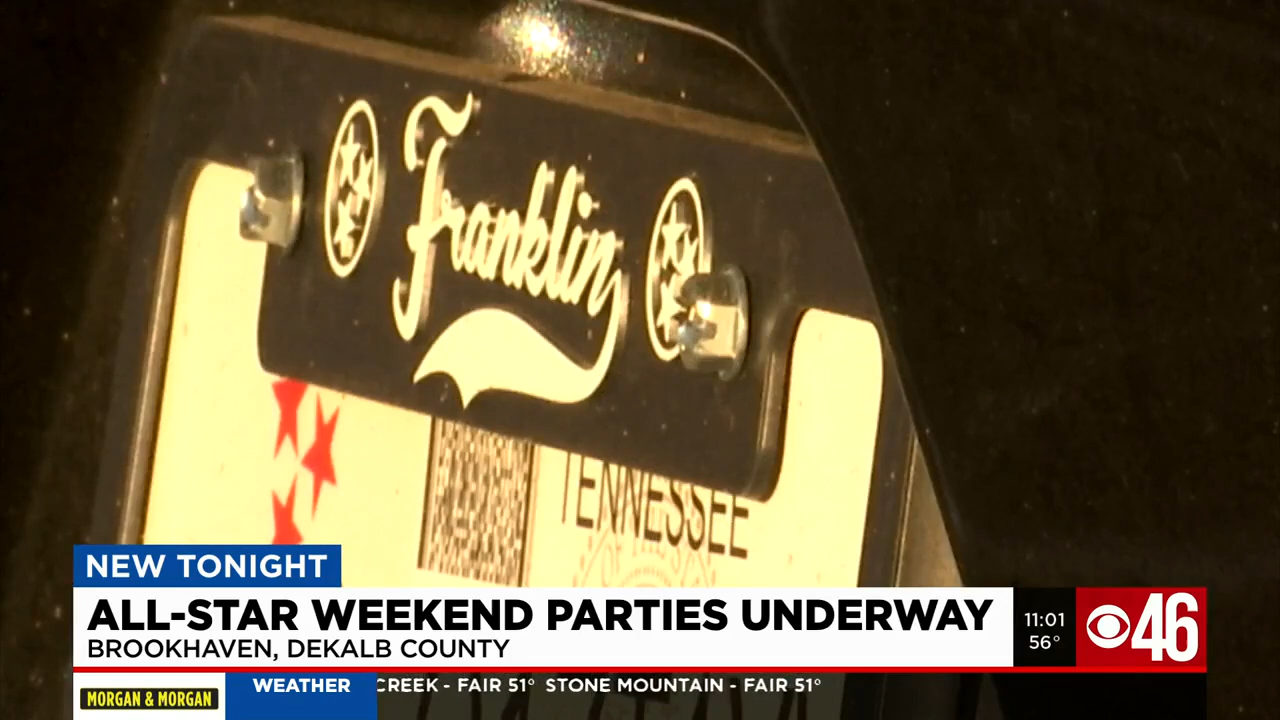 Franklin
TENNESSEE
NEW TONIGHT
ALL-STAR WEEKEND PARTIES UNDERWAY
BROOKHAVEN, DEKALB COUNTY
11:01
56°
46
MORGAN & MORGAN
WEATHER
CREEK - FAIR 51° STONE MOUNTAIN - FAIR 51°